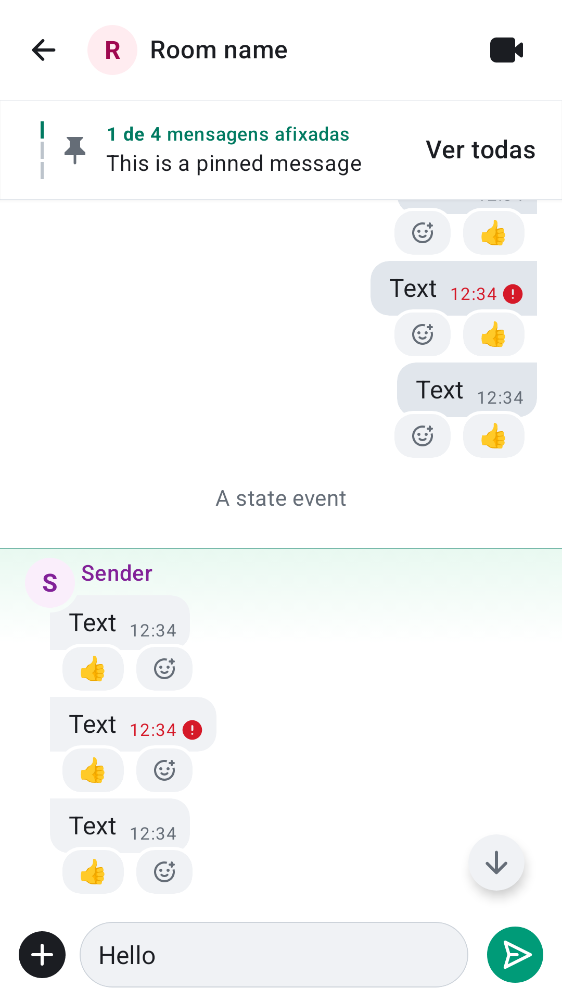 R Room name
1 de 4 mensagens afixadas
This is a pinned message
Ver todas
Text 12:34
Text 12:34
A state event
S Sender
Text 12:34
Text 12:34
Text 12:34
Hello